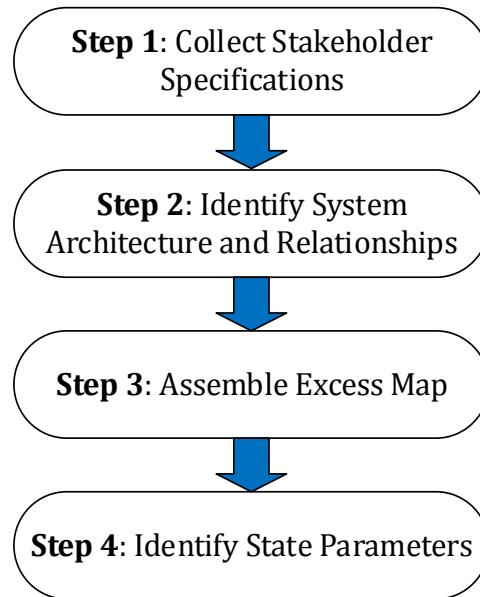 Step 1: Collect Stakeholder
Specifications
Step 2: Identify System
Architecture and Relationships
Step 3: Assemble Excess Map
Step 4: Identify State Parameters